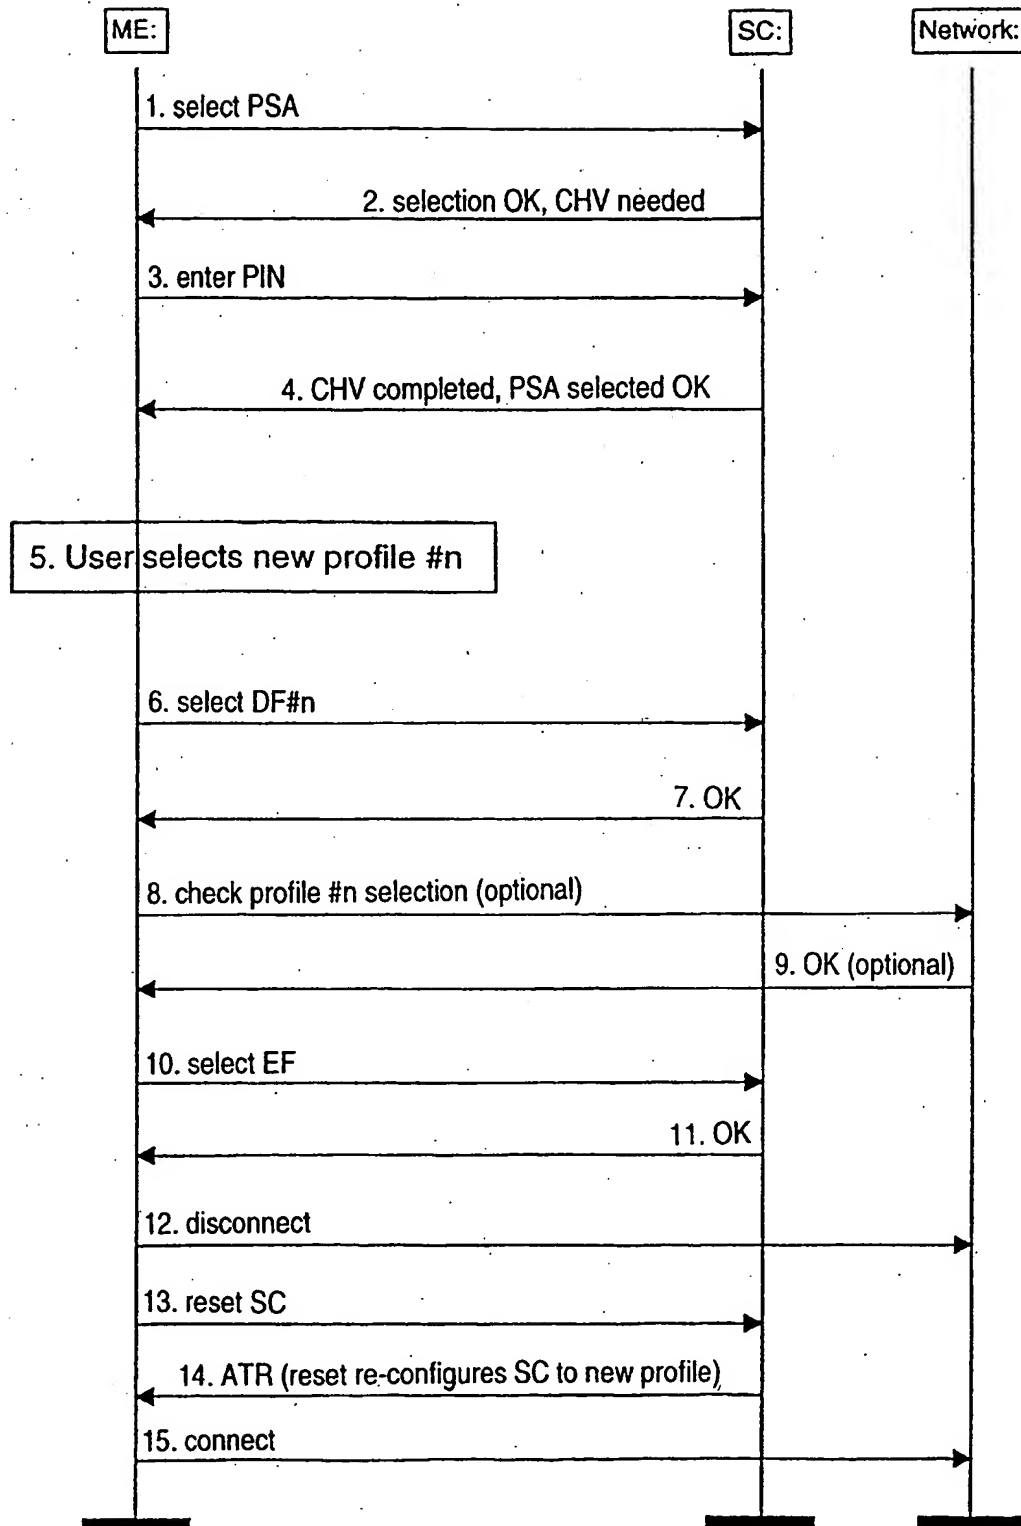 ME:
SC:
Network:
1. select PSA
2. selection OK, CHV needed
3. enter PIN
4. CHV completed, PSA selected OK
5. User selects new profile #n
6. select DF#n
7. OK
8. check profile #n selection (optional)
9. OK (optional)
10. select EF
11. OK
12. disconnect
13. reset SC
14. ATR (reset re-configures SC to new profile)
15. connect